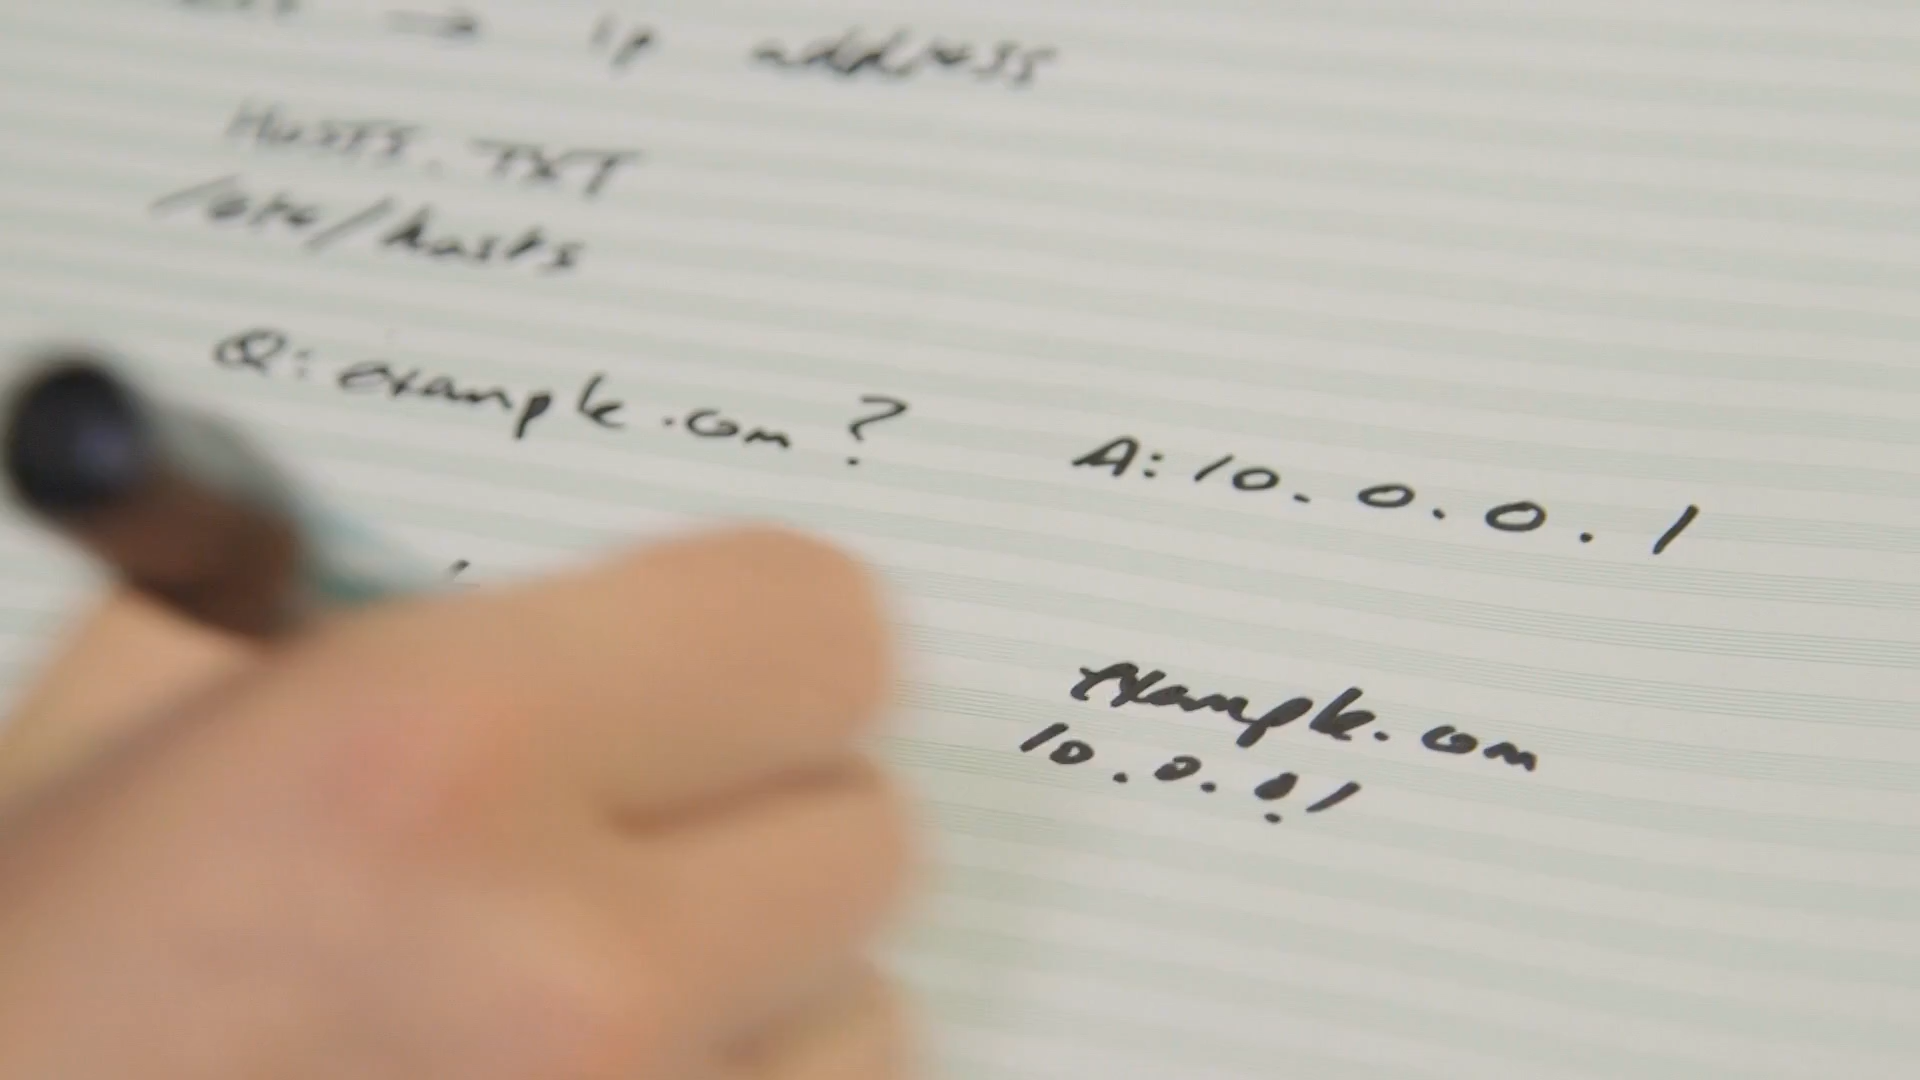 → ip address
HOSTS.TXT
/etc/hosts
Q: example.com? A: 10.0.0.1
example.com
10.0.0.1